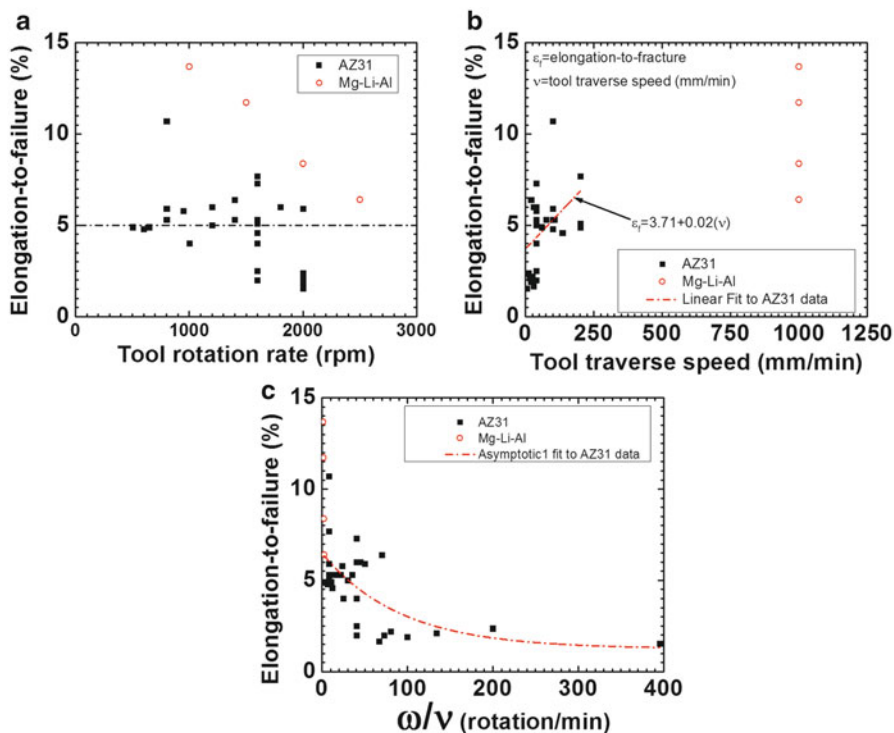 a
Elongation-to-failure (%)
15
10
5
0
1000
2000
3000
Tool rotation rate (rpm)
AZ31
Mg-Li-Al
b
Elongation-to-failure (%)
15
10
5
0
0
250
500
750
1000
1250
Tool traverse speed (mm/min)
εf=elongation-to-fracture
ν=tool traverse speed (mm/min)
εf=3.71+0.02(ν)
AZ31
Mg-Li-Al
Linear Fit to AZ31 data
c
Elongation-to-failure (%)
15
10
5
0
0
100
200
300
400
ω/ν (rotation/min)
AZ31
Mg-Li-Al
Asymptotic1 fit to AZ31 data